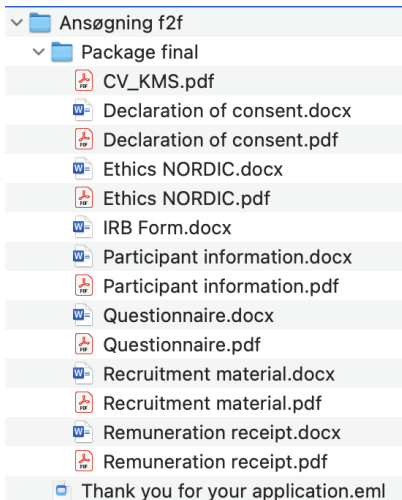 Ansøgning f2f
Package final
CV_KMS.pdf
Declaration of consent.docx
Declaration of consent.pdf
Ethics NORDIC.docx
Ethics NORDIC.pdf
IRB Form.docx
Participant information.docx
Participant information.pdf
Questionnaire.docx
Questionnaire.pdf
Recruitment material.docx
Recruitment material.pdf
Remuneration receipt.docx
Remuneration receipt.pdf
Thank you for your application.eml